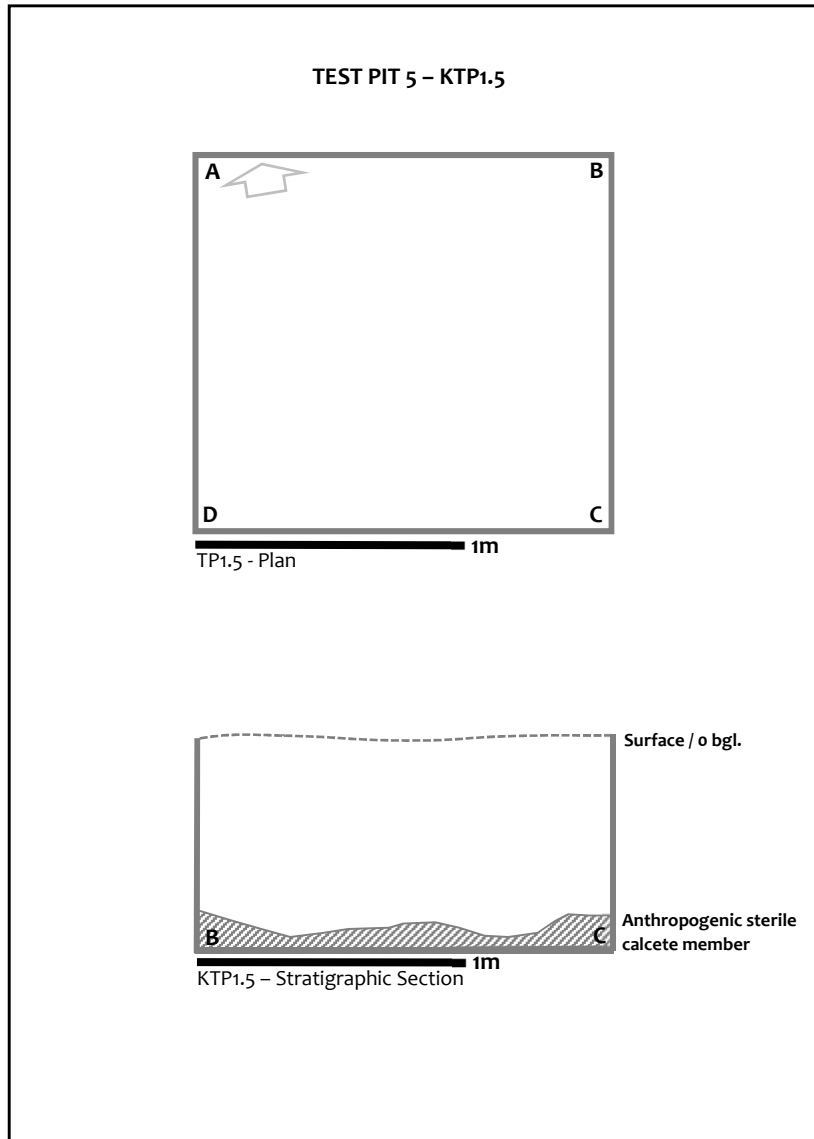 TEST PIT 5 – KTP1.5
A
B
D
C
1m
TP1.5 - Plan
Surface / 0 bgl.
Anthropogenic sterile
calcete member
B
C
1m
KTP1.5 – Stratigraphic Section